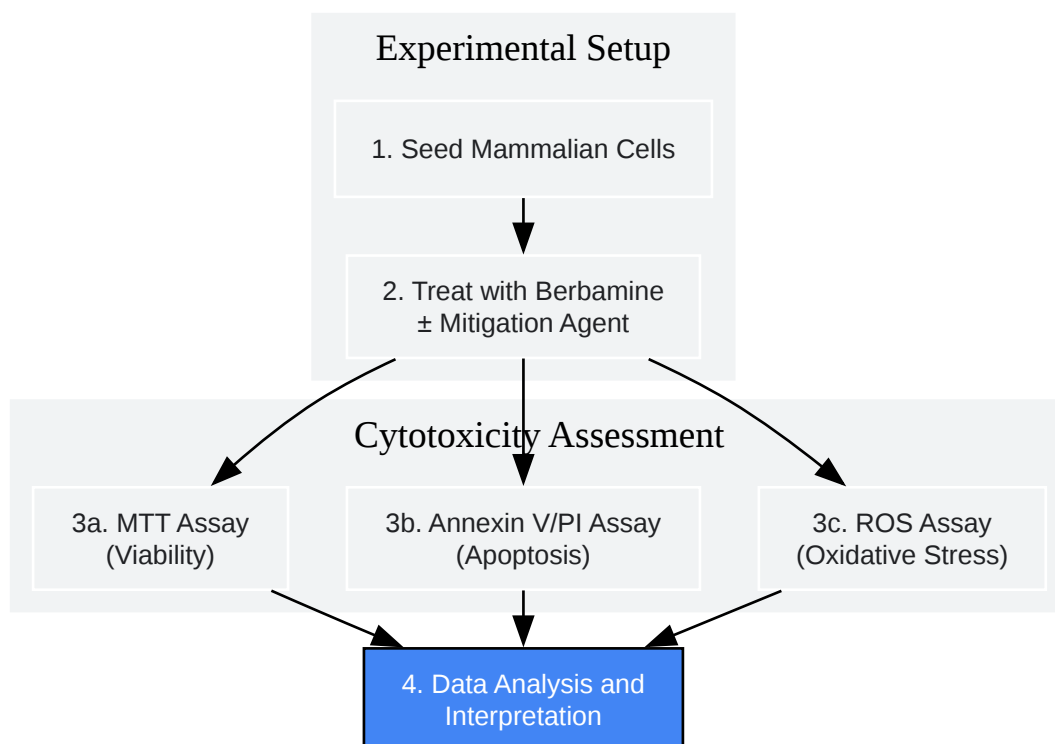 Experimental Setup
1. Seed Mammalian Cells
2. Treat with Berbamine
± Mitigation Agent
Cytotoxicity Assessment
3a. MTT Assay
(Viability)
3b. Annexin V/PI Assay
(Apoptosis)
3c. ROS Assay
(Oxidative Stress)
4. Data Analysis and
Interpretation